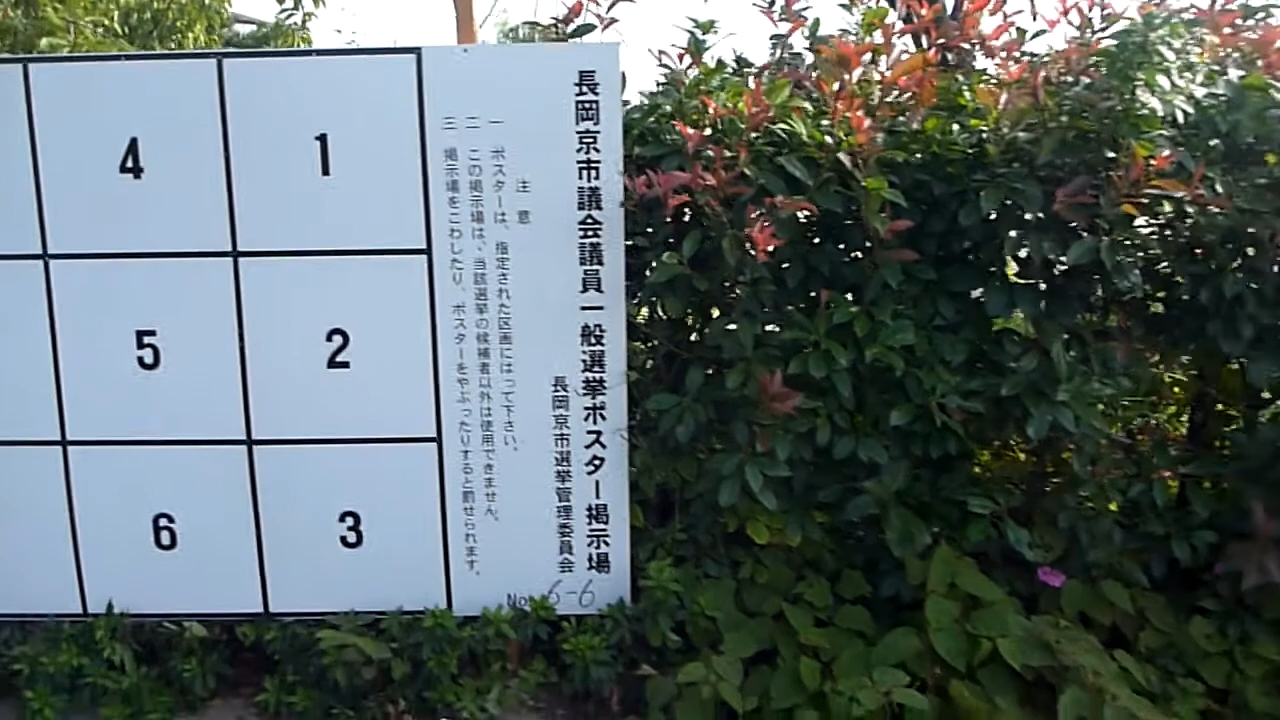 長岡京市議会議員一般選挙ポスター掲示場
長岡京市選挙管理委員会
No. 6-6
注意
一 ポスターは、指定された区画にはって下さい。
二 この掲示場は、当該選挙の候補者以外は使用できません。
三 掲示場をこわしたり、ポスターをやぶったりすると罰せられます。
1
2
3
4
5
6